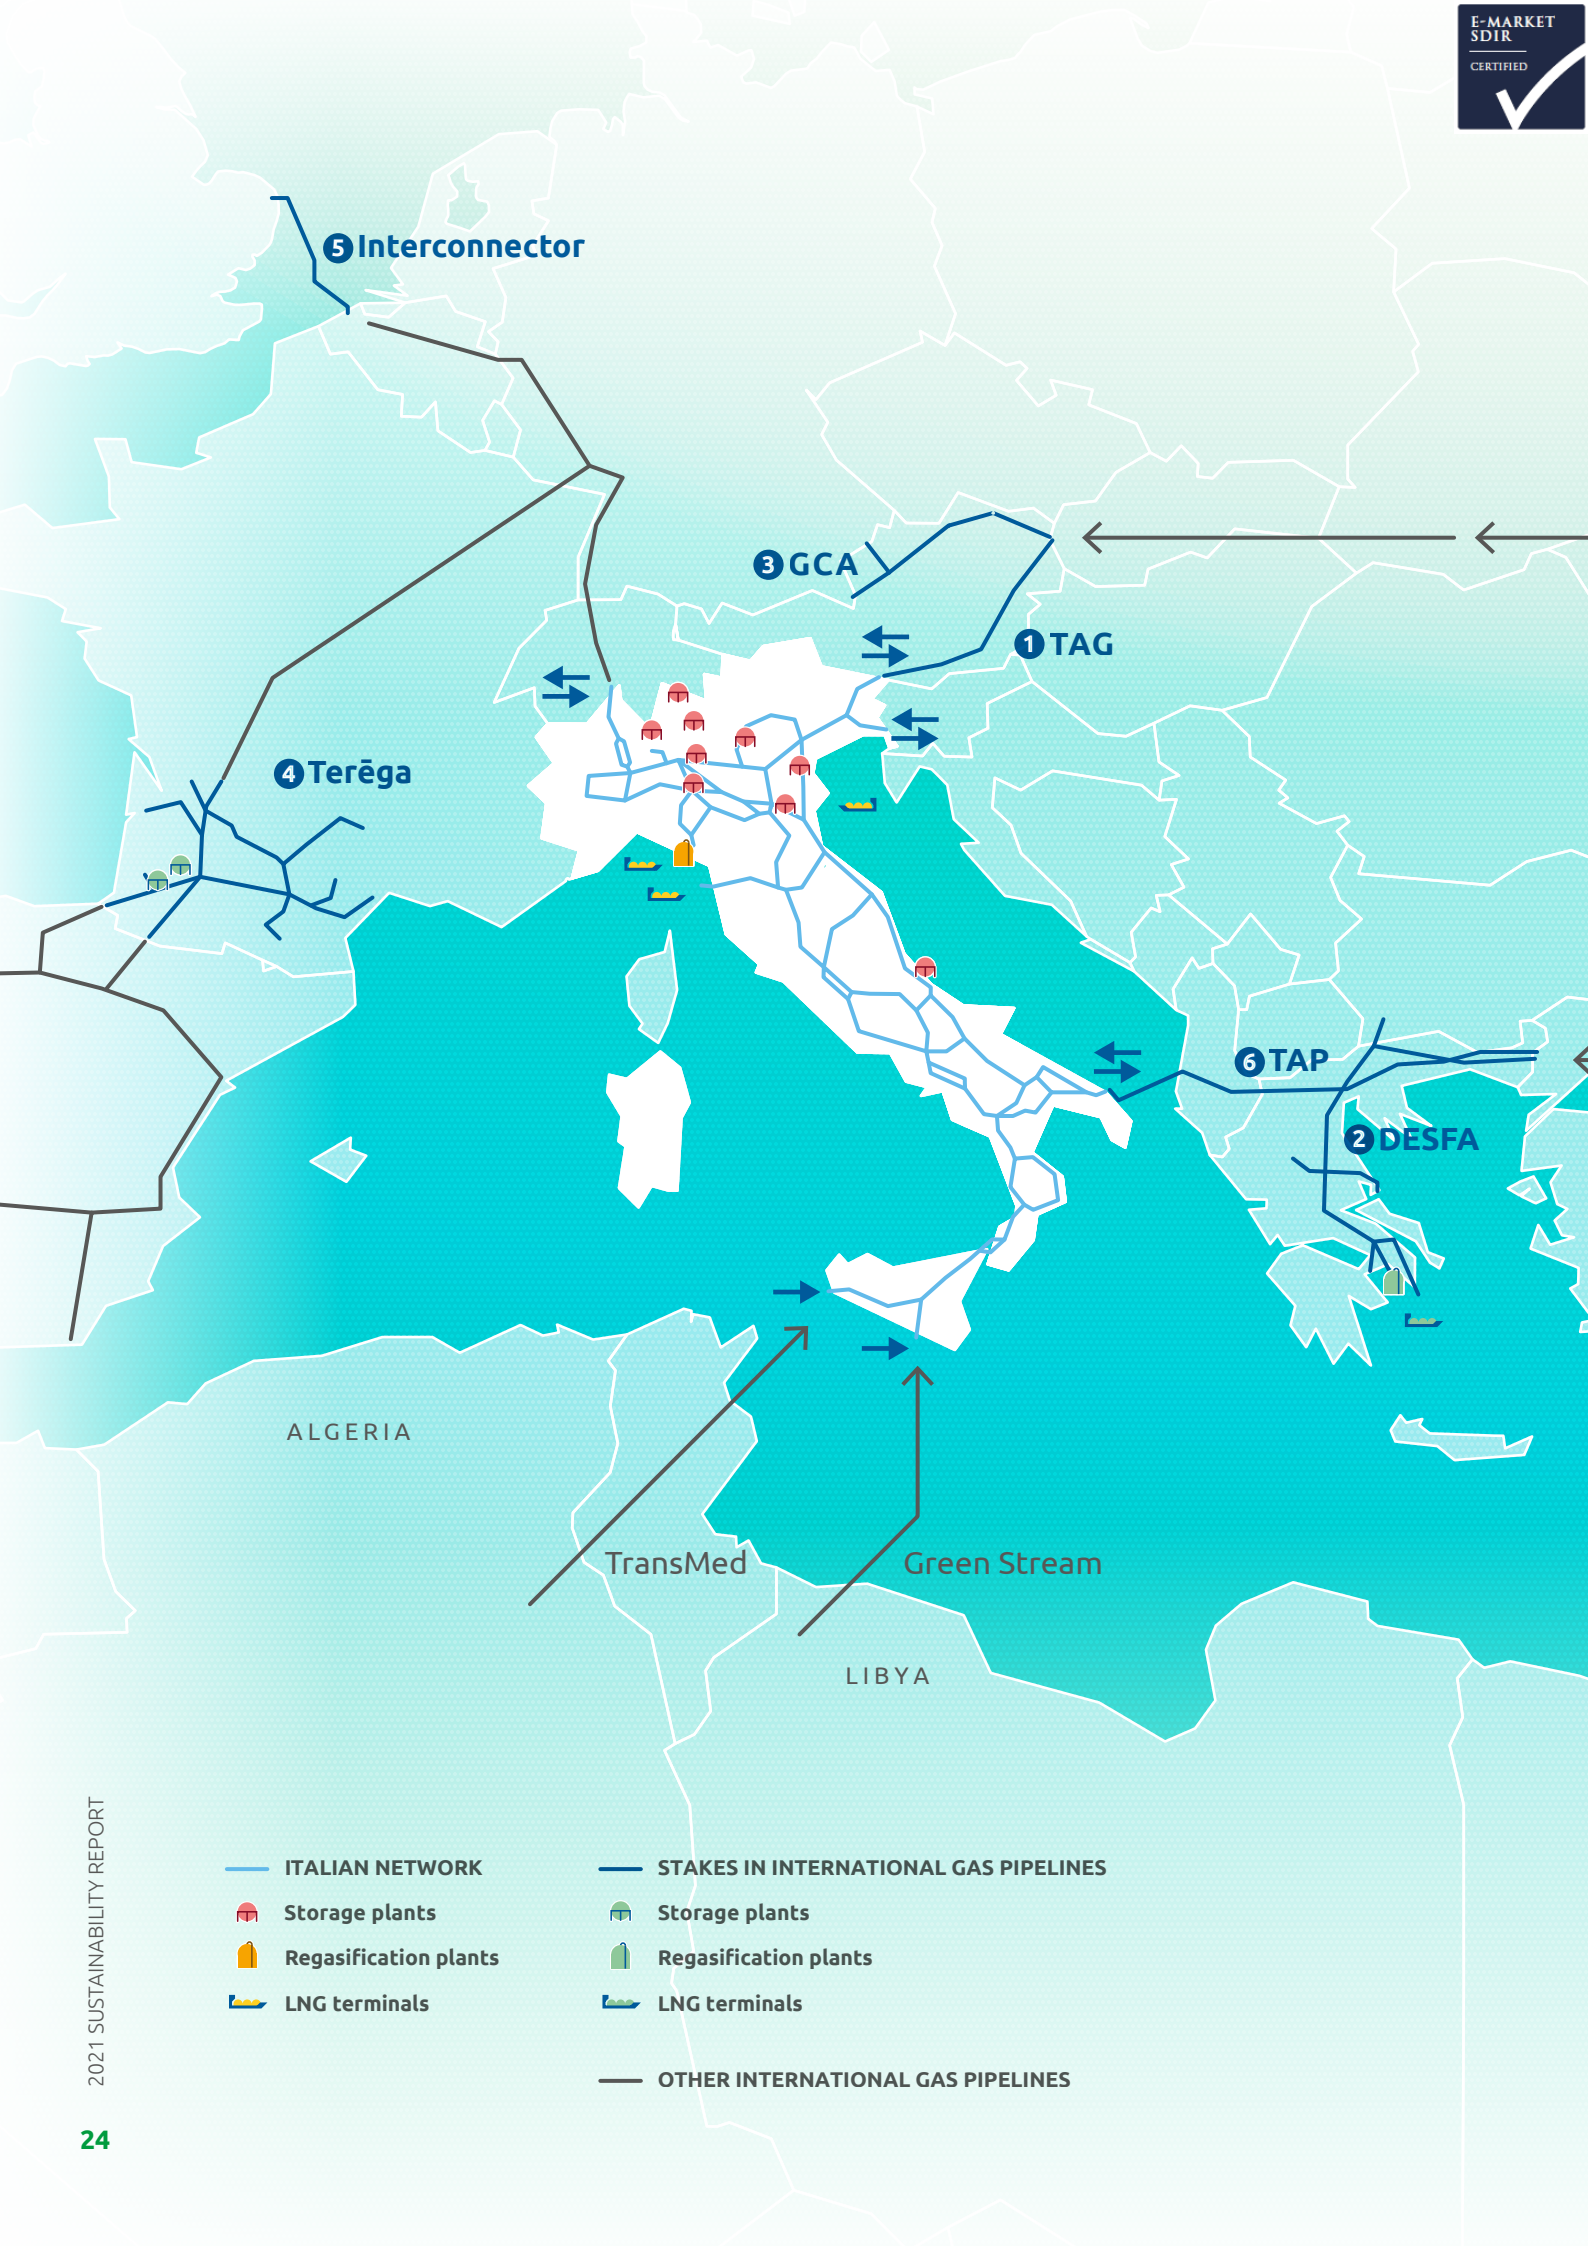 E-MARKET
SDIR
CERTIFIED
5 Interconnector
3 GCA
1 TAG
4 Terēga
6 TAP
2 DESFA
ALGERIA
TransMed
Green Stream
LIBYA
ITALIAN NETWORK
Storage plants
Regasification plants
LNG terminals
STAKES IN INTERNATIONAL GAS PIPELINES
Storage plants
Regasification plants
LNG terminals
OTHER INTERNATIONAL GAS PIPELINES
2021 SUSTAINABILITY REPORT
24